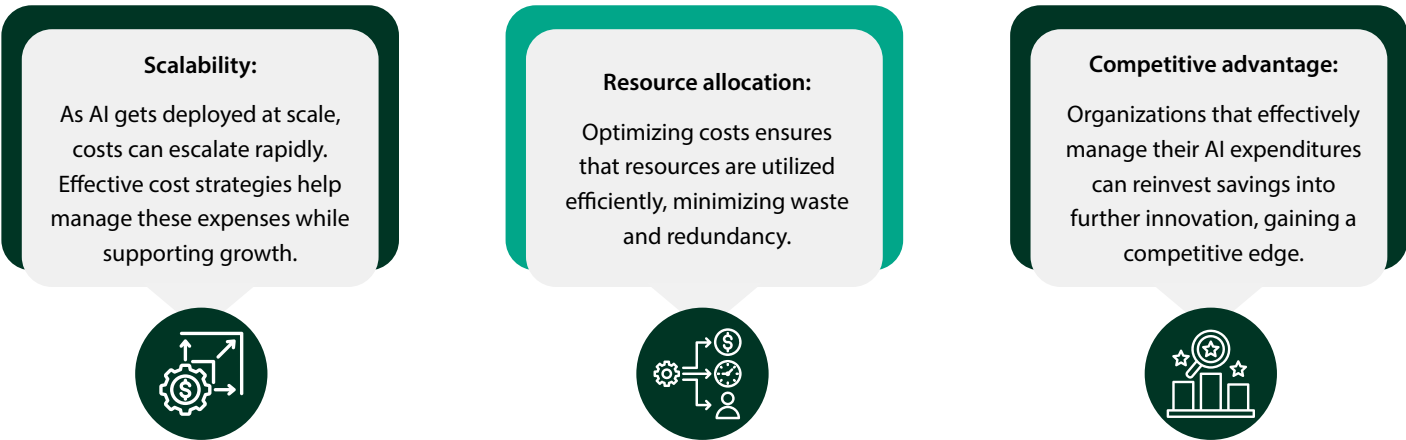 Scalability:
As AI gets deployed at scale,
costs can escalate rapidly.
Effective cost strategies help
manage these expenses while
supporting growth.
Resource allocation:
Optimizing costs ensures
that resources are utilized
efficiently, minimizing waste
and redundancy.
Competitive advantage:
Organizations that effectively
manage their AI expenditures
can reinvest savings into
further innovation, gaining a
competitive edge.